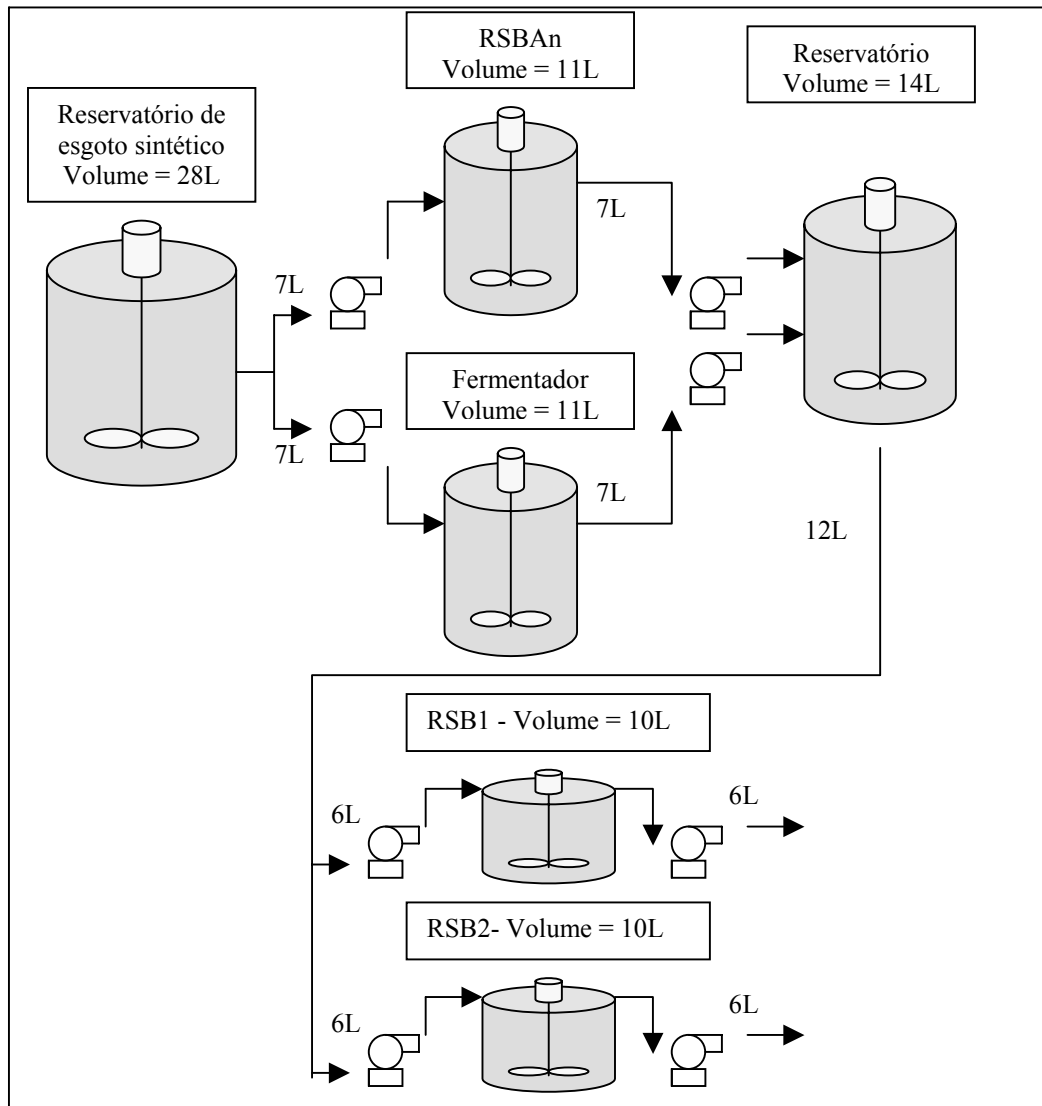 RSBAn
Volume = 11L
Reservatório
Volume = 14L
Reservatório de
esgoto sintético
Volume = 28L
7L
7L
Fermentador
Volume = 11L
7L
7L
12L
RSB1 - Volume = 10L
6L
6L
RSB2- Volume = 10L
6L
6L